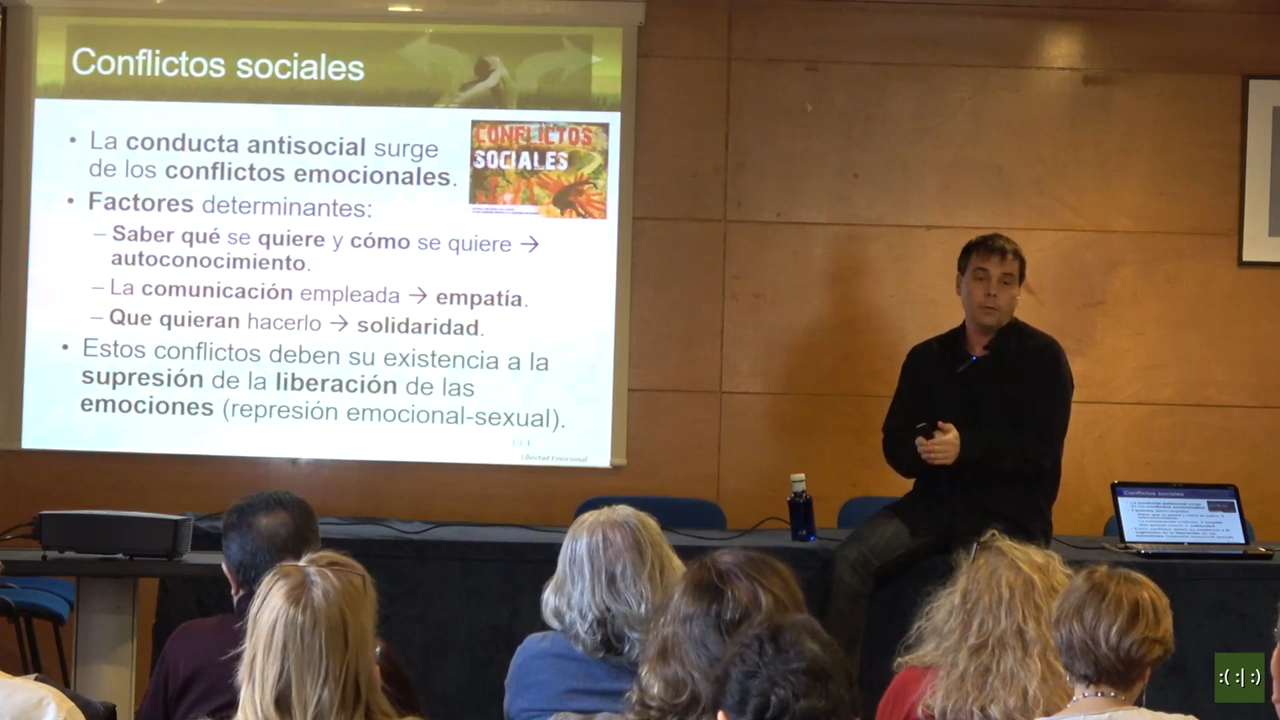 Conflictos sociales
• La conducta antisocial surge
de los conflictos emocionales.
• Factores determinantes:
– Saber qué se quiere y cómo se quiere →
autoconocimiento.
– La comunicación empleada → empatía.
– Que quieran hacerlo → solidaridad.
• Estos conflictos deben su existencia a la
supresión de la liberación de las
emociones (represión emocional-sexual).
CONFLICTOS
SOCIALES
Libertad Emocional
Conflictos sociales
:( :| :)